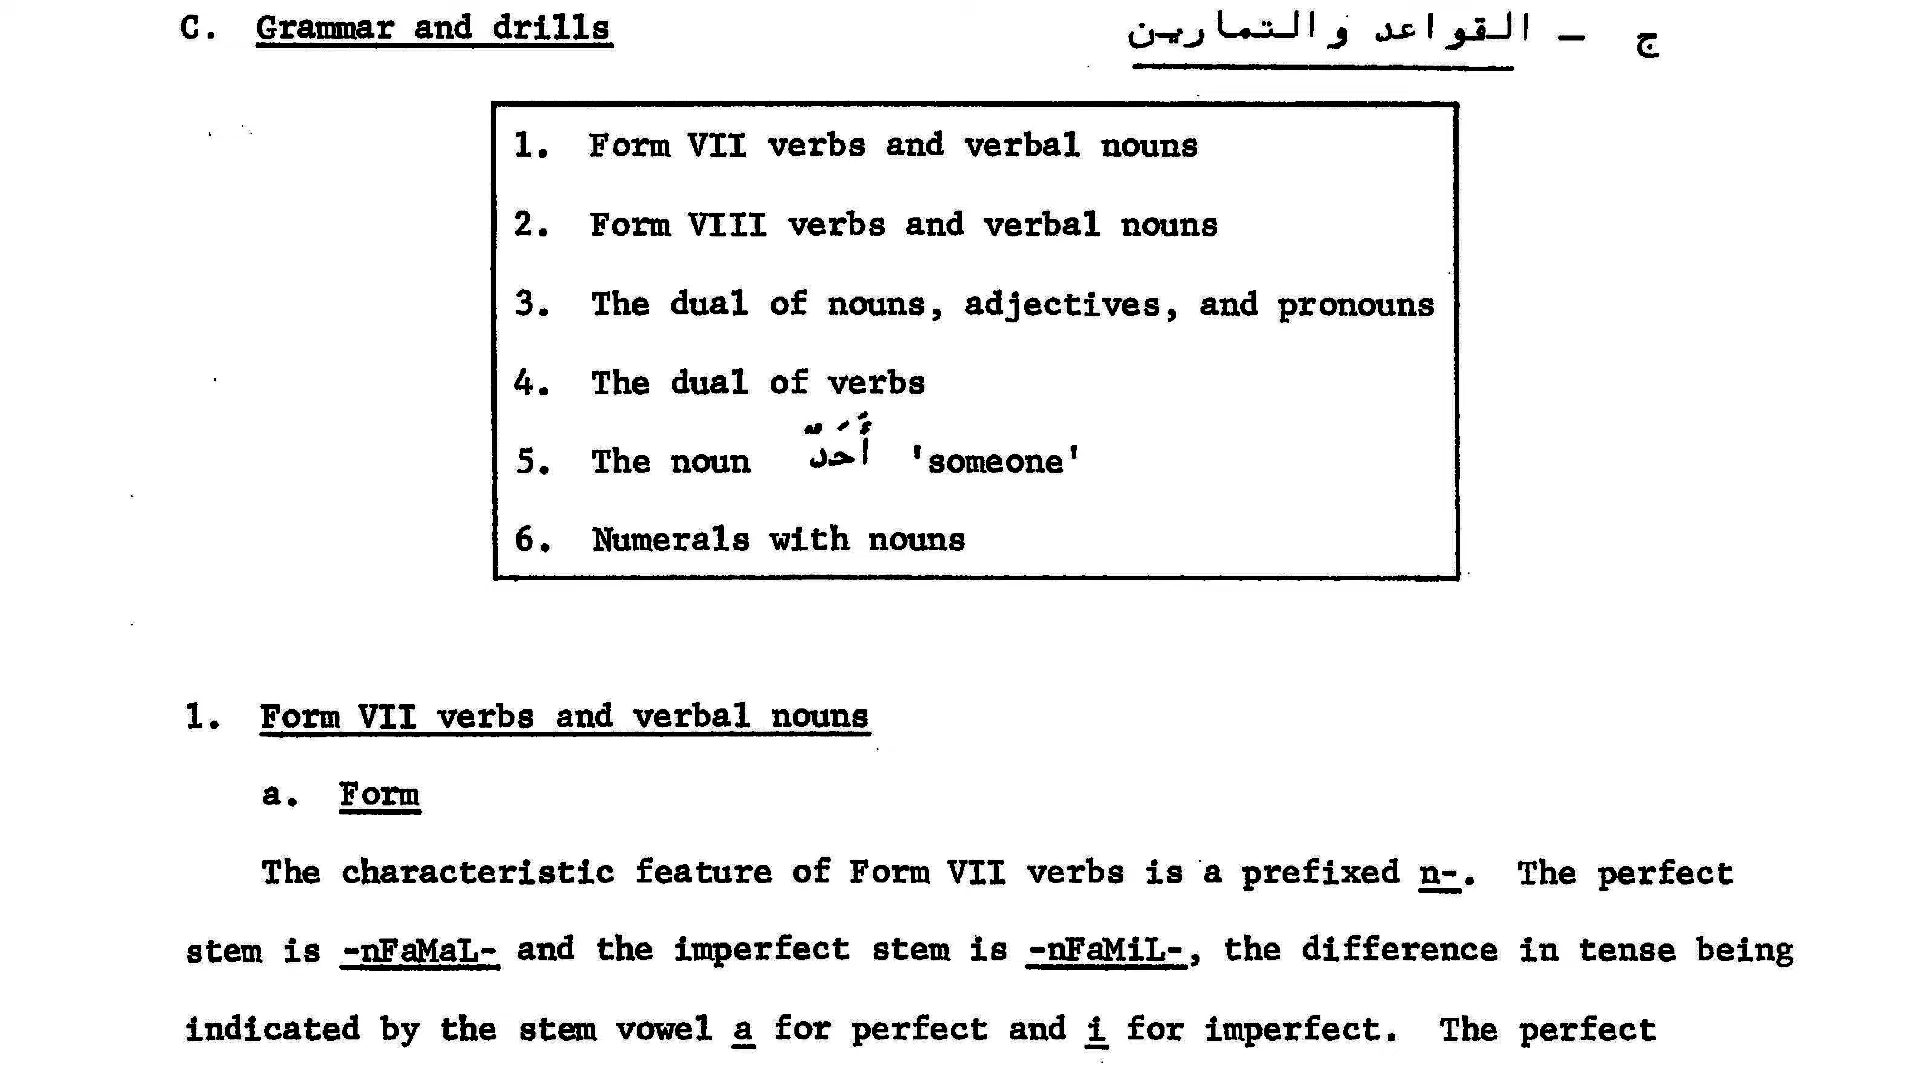 C. Grammar and drills ج – القواعد والتمارين
1. Form VII verbs and verbal nouns
2. Form VIII verbs and verbal nouns
3. The dual of nouns, adjectives, and pronouns
4. The dual of verbs
5. The noun أَحَدٌ 'someone'
6. Numerals with nouns
1. Form VII verbs and verbal nouns
a. Form
The characteristic feature of Form VII verbs is a prefixed n-. The perfect
stem is -nFaMaL- and the imperfect stem is -nFaMiL-, the difference in tense being
indicated by the stem vowel a for perfect and i for imperfect. The perfect